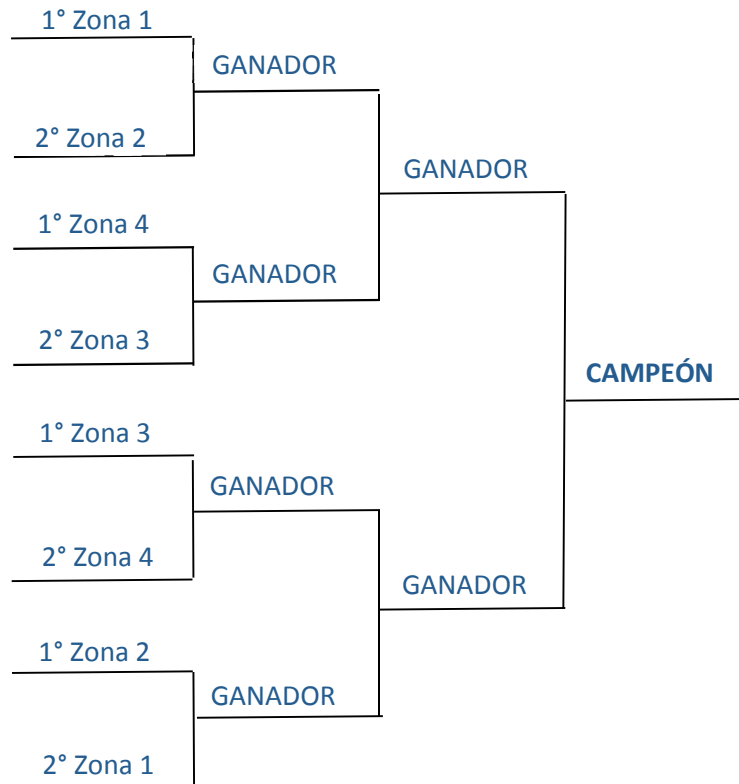 1° Zona 1
GANADOR
2° Zona 2
GANADOR
1° Zona 4
GANADOR
2° Zona 3
CAMPEÓN
1° Zona 3
GANADOR
2° Zona 4
GANADOR
1° Zona 2
GANADOR
2° Zona 1